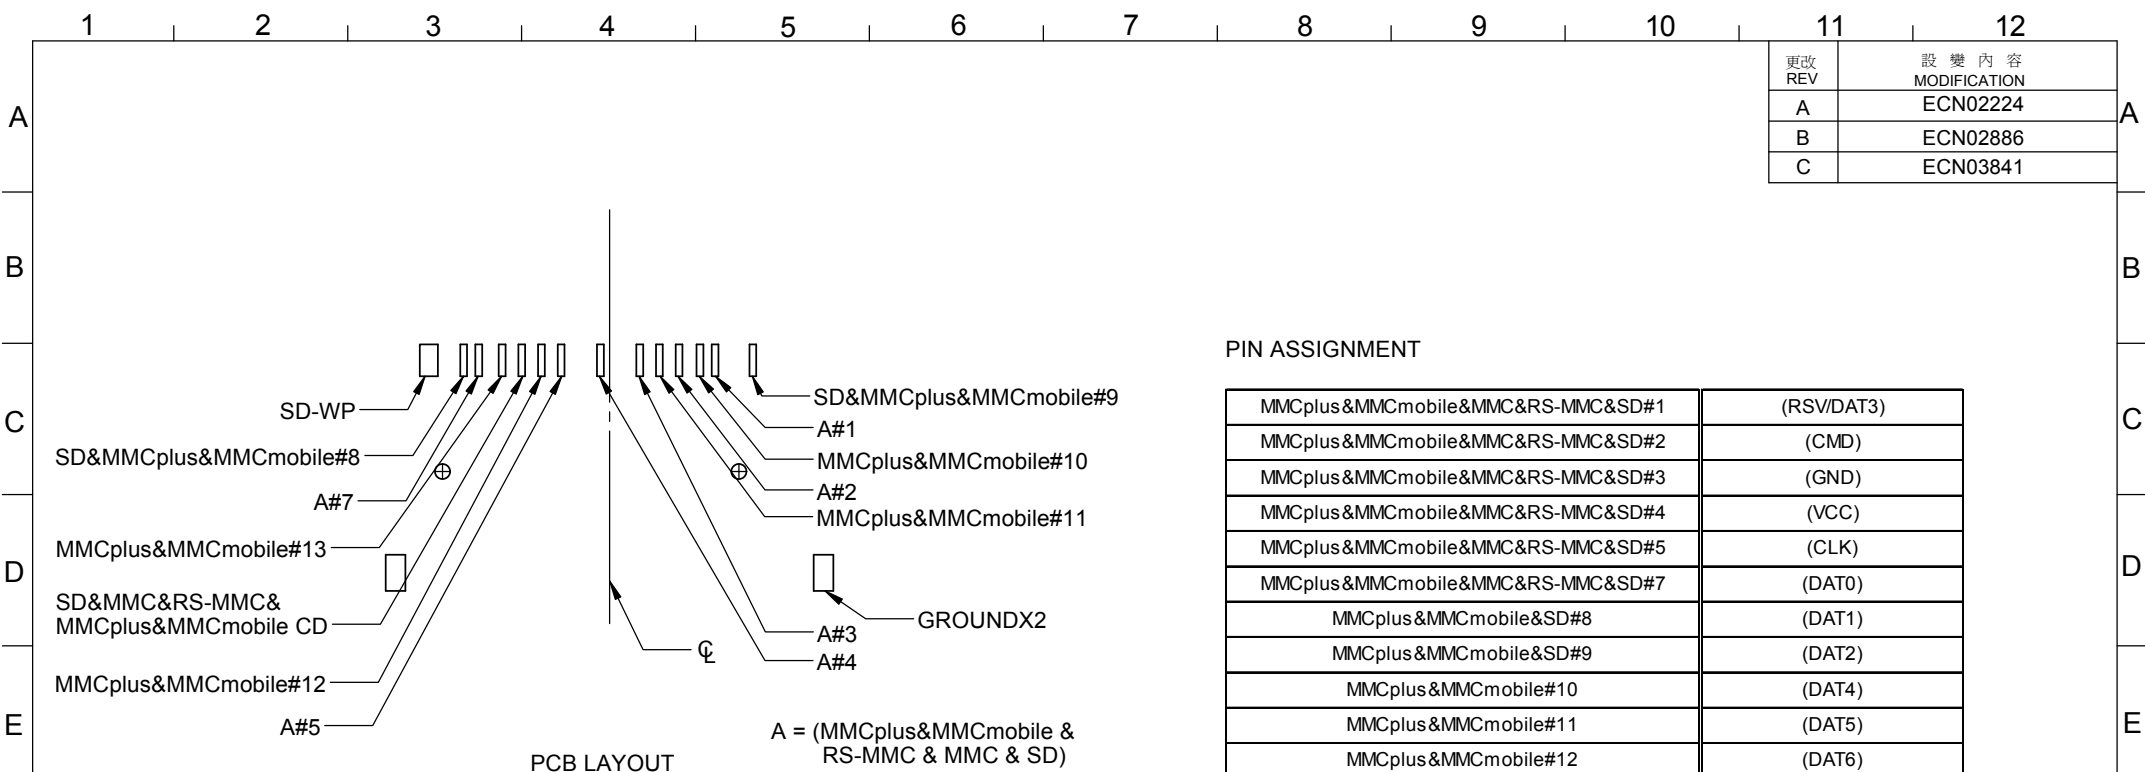 1 2 3 4 5 6 7 8 9 10 11 12
更改 設 變 內 容
REV MODIFICATION
A ECN02224
B ECN02886
C ECN03841
A A
B B
C C
D D
E E
SD-WP
SD&MMCplus&MMCmobile#8
A#7
MMCplus&MMCmobile#13
SD&MMC&RS-MMC&
MMCplus&MMCmobile CD
MMCplus&MMCmobile#12
A#5
SD&MMCplus&MMCmobile#9
A#1
MMCplus&MMCmobile#10
A#2
MMCplus&MMCmobile#11
GROUNDX2
A#3
A#4
℄
A = (MMCplus&MMCmobile &
RS-MMC & MMC & SD)
PCB LAYOUT
PIN ASSIGNMENT
MMCplus&MMCmobile&MMC&RS-MMC&SD#1 (RSV/DAT3)
MMCplus&MMCmobile&MMC&RS-MMC&SD#2 (CMD)
MMCplus&MMCmobile&MMC&RS-MMC&SD#3 (GND)
MMCplus&MMCmobile&MMC&RS-MMC&SD#4 (VCC)
MMCplus&MMCmobile&MMC&RS-MMC&SD#5 (CLK)
MMCplus&MMCmobile&MMC&RS-MMC&SD#7 (DAT0)
MMCplus&MMCmobile&SD#8 (DAT1)
MMCplus&MMCmobile&SD#9 (DAT2)
MMCplus&MMCmobile#10 (DAT4)
MMCplus&MMCmobile#11 (DAT5)
MMCplus&MMCmobile#12 (DAT6)